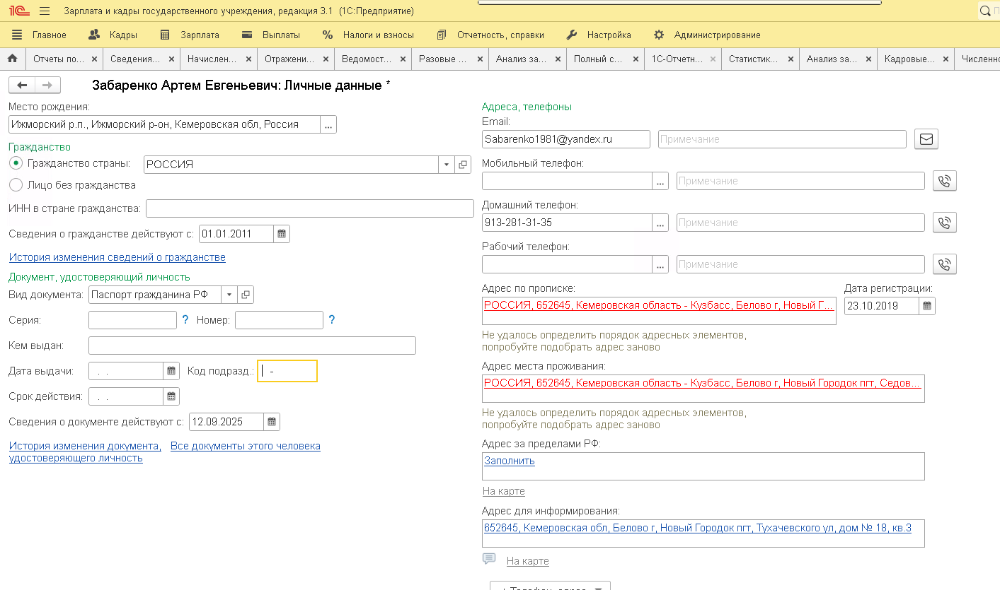 1С Зарплата и кадры государственного учреждения, редакция 3.1 (1С:Предприятие)
Главное Кадры Зарплата Выплаты Налоги и взносы Отчетность, справки Настройка Администрирование
Отчеты по... Сведения... Начислен... Отражени... Ведомост... Разовые ... Анализ за... Полный с... 1С-Отчетн... Статистик... Анализ за... Кадровые... Численно
Забаренко Артем Евгеньевич: Личные данные *
Место рождения:
Ижморский р.п., Ижморский р-он, Кемеровская обл, Россия ...
Гражданство
Гражданство страны: РОССИЯ
Лицо без гражданства
ИНН в стране гражданства:
Сведения о гражданстве действуют с: 01.01.2011
История изменения сведений о гражданстве
Документ, удостоверяющий личность
Вид документа: Паспорт гражданина РФ
Серия: ? Номер: ?
Кем выдан:
Дата выдачи: . . Код подразд.: -
Срок действия: . .
Сведения о документе действуют с: 12.09.2025
История изменения документа, Все документы этого человека
удостоверяющего личность
Адреса, телефоны
Email:
Sabarenko1981@yandex.ru Примечание
Мобильный телефон:
... Примечание
Домашний телефон:
913-281-31-35 ... Примечание
Рабочий телефон:
... Примечание
Адрес по прописке: Дата регистрации:
РОССИЯ, 652645, Кемеровская область - Кузбасс, Белово г, Новый Г... 23.10.2019
Не удалось определить порядок адресных элементов,
попробуйте подобрать адрес заново
Адрес места проживания:
РОССИЯ, 652645, Кемеровская область - Кузбасс, Белово г, Новый Городок пгт, Седов...
Не удалось определить порядок адресных элементов,
попробуйте подобрать адрес заново
Адрес за пределами РФ:
Заполнить
На карте
Адрес для информирования:
652645, Кемеровская обл, Белово г, Новый Городок пгт, Тухачевского ул, дом № 18, кв.3
На карте